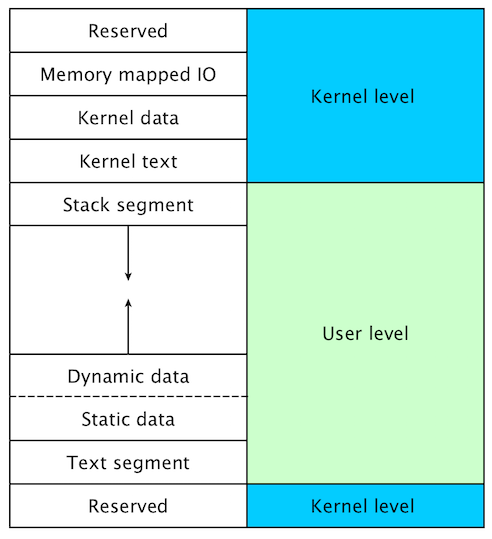 Reserved
Memory mapped IO
Kernel level
Kernel data
Kernel text
Stack segment
User level
Dynamic data
Static data
Text segment
Reserved
Kernel level